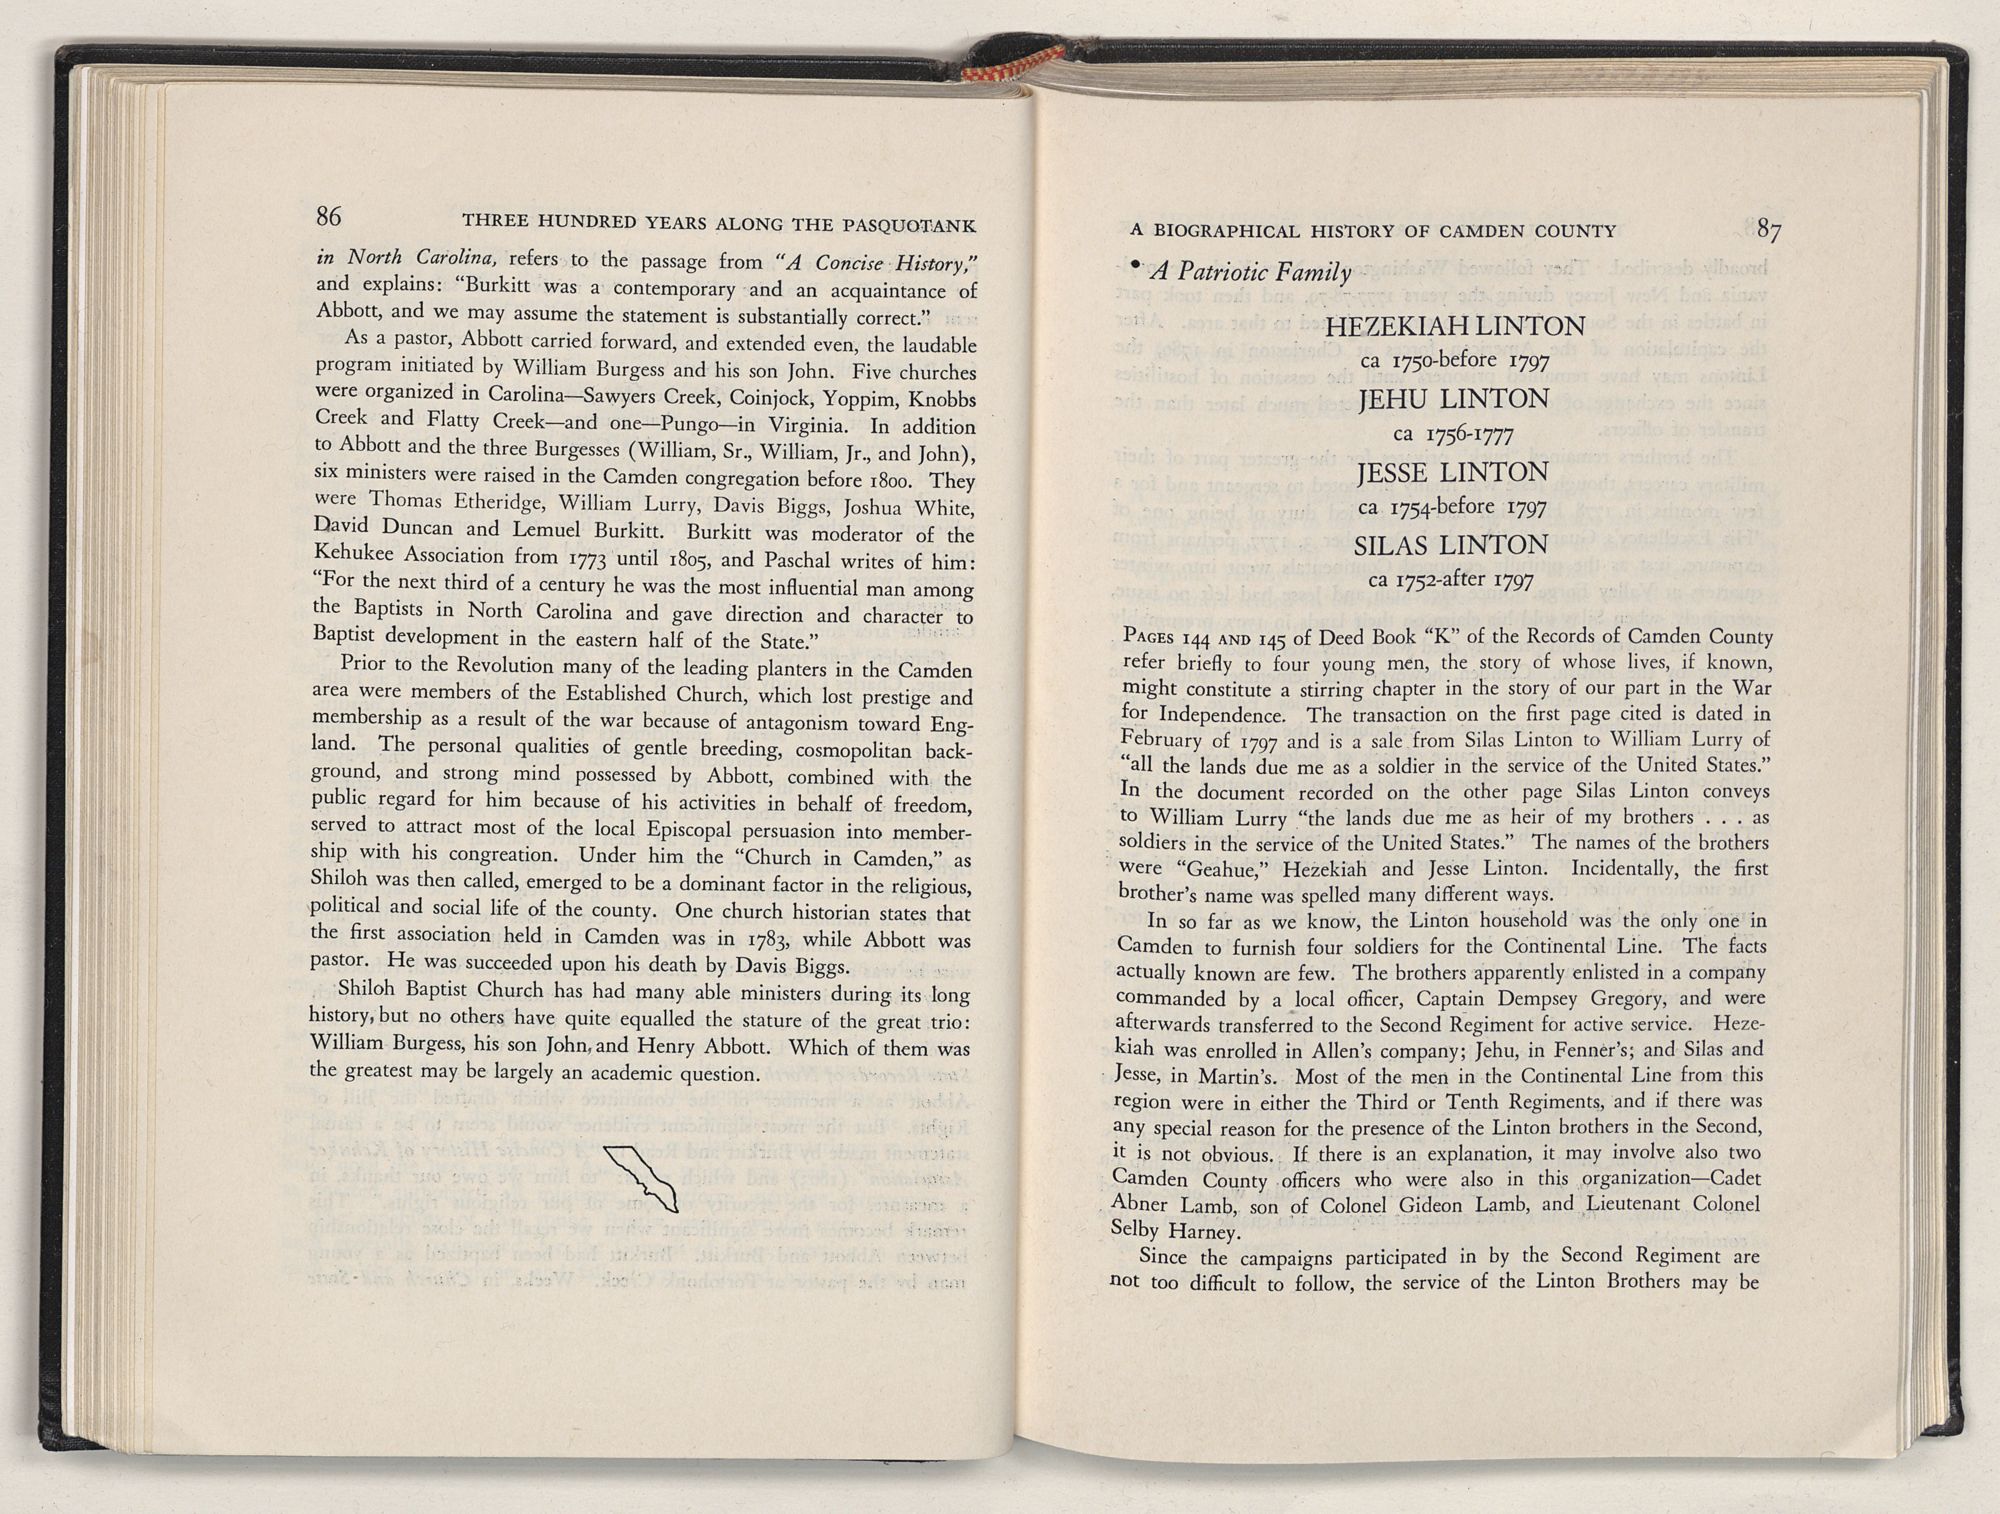 86 THREE HUNDRED YEARS ALONG THE PASQUOTANK
in North Carolina, refers to the passage from “A Concise History,”
and explains: “Burkitt was a contemporary and an acquaintance of
Abbott, and we may assume the statement is substantially correct.”
As a pastor, Abbott carried forward, and extended even, the laudable
program initiated by William Burgess and his son John. Five churches
were organized in Carolina—Sawyers Creek, Coinjock, Yoppim, Knobbs
Creek and Flatty Creek—and one—Pungo—in Virginia. In addition
to Abbott and the three Burgesses (William, Sr., William, Jr., and John),
six ministers were raised in the Camden congregation before 1800. They
were Thomas Etheridge, William Lurry, Davis Biggs, Joshua White,
David Duncan and Lemuel Burkitt. Burkitt was moderator of the
Kehukee Association from 1773 until 1805, and Paschal writes of him:
“For the next third of a century he was the most influential man among
the Baptists in North Carolina and gave direction and character to
Baptist development in the eastern half of the State.”
Prior to the Revolution many of the leading planters in the Camden
area were members of the Established Church, which lost prestige and
membership as a result of the war because of antagonism toward Eng-
land. The personal qualities of gentle breeding, cosmopolitan back-
ground, and strong mind possessed by Abbott, combined with the
public regard for him because of his activities in behalf of freedom,
served to attract most of the local Episcopal persuasion into member-
ship with his congreation. Under him the “Church in Camden,” as
Shiloh was then called, emerged to be a dominant factor in the religious,
political and social life of the county. One church historian states that
the first association held in Camden was in 1783, while Abbott was
pastor. He was succeeded upon his death by Davis Biggs.
Shiloh Baptist Church has had many able ministers during its long
history, but no others have quite equalled the stature of the great trio:
William Burgess, his son John, and Henry Abbott. Which of them was
the greatest may be largely an academic question.
A BIOGRAPHICAL HISTORY OF CAMDEN COUNTY 87
• A Patriotic Family
HEZEKIAH LINTON
ca 1750-before 1797
JEHU LINTON
ca 1756-1777
JESSE LINTON
ca 1754-before 1797
SILAS LINTON
ca 1752-after 1797
PAGES 144 AND 145 of Deed Book “K” of the Records of Camden County
refer briefly to four young men, the story of whose lives, if known,
might constitute a stirring chapter in the story of our part in the War
for Independence. The transaction on the first page cited is dated in
February of 1797 and is a sale from Silas Linton to William Lurry of
“all the lands due me as a soldier in the service of the United States.”
In the document recorded on the other page Silas Linton conveys
to William Lurry “the lands due me as heir of my brothers . . . as
soldiers in the service of the United States.” The names of the brothers
were “Geahue,” Hezekiah and Jesse Linton. Incidentally, the first
brother’s name was spelled many different ways.
In so far as we know, the Linton household was the only one in
Camden to furnish four soldiers for the Continental Line. The facts
actually known are few. The brothers apparently enlisted in a company
commanded by a local officer, Captain Dempsey Gregory, and were
afterwards transferred to the Second Regiment for active service. Heze-
kiah was enrolled in Allen’s company; Jehu, in Fenner’s; and Silas and
Jesse, in Martin’s. Most of the men in the Continental Line from this
region were in either the Third or Tenth Regiments, and if there was
any special reason for the presence of the Linton brothers in the Second,
it is not obvious. If there is an explanation, it may involve also two
Camden County officers who were also in this organization—Cadet
Abner Lamb, son of Colonel Gideon Lamb, and Lieutenant Colonel
Selby Harney.
Since the campaigns participated in by the Second Regiment are
not too difficult to follow, the service of the Linton Brothers may be